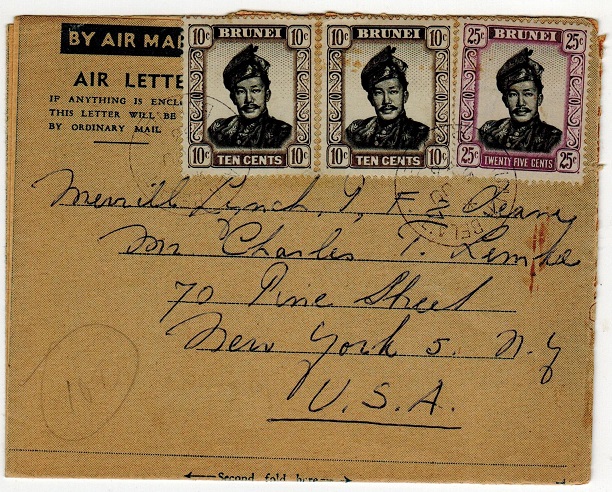 BY AIR MA
AIR LETTE
IF ANYTHING IS ENCL
THIS LETTER WILL BE
BY ORDINARY MAIL
10c BRUNEI 10c
10c TEN CENTS 10c
10c BRUNEI 10c
10c TEN CENTS 10c
25c BRUNEI 25c
25c TWENTY FIVE CENTS 25c
Merrill Lynch, P, F. &
Mr Charles T. Lemke
70 Pine Street
New York 5. N.Y
U.S.A.
Second fold here